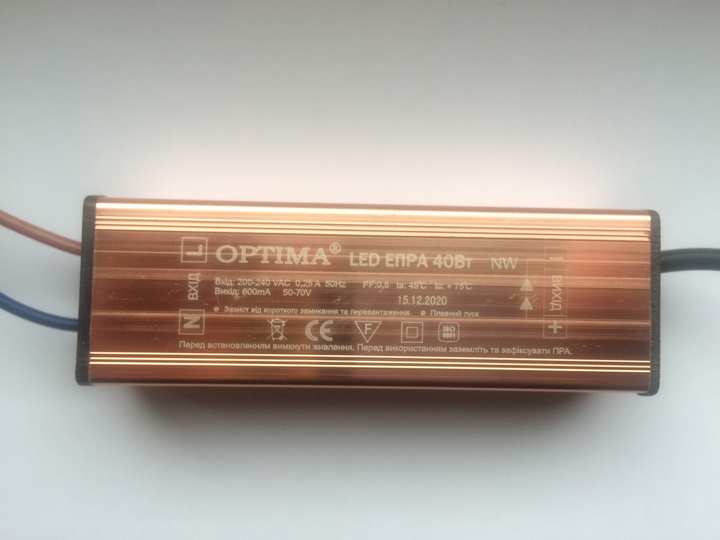 L OPTIMA® LED ЕПРА 40Вт NW
ВХІД
N
Вхід: 200-240 VAC 0,25 A 50Hz PF:0,5 ta: 45°C tc: + 75°C
Вихід: 600mA 50-70V 15.12.2020
Захист від короткого замикання та перевантаження Плавний пуск
CE F ISO 9001
Перед встановленням вимкнути живлення. Перед використанням заземліть та зафіксувати ПРА.
− ВИХІД +